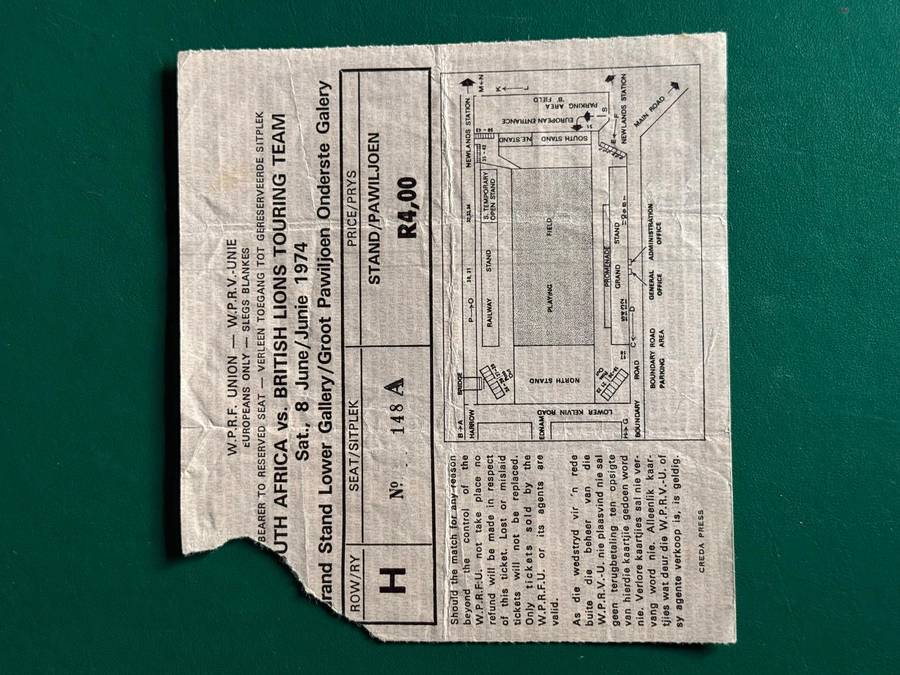 W.P.R.F. UNION — W.P.R.V.-UNIE
EUROPEANS ONLY — SLEGS BLANKES
BEARER TO RESERVED SEAT — VERLEEN TOEGANG TOT GERESERVEERDE SITPLEK
UTH AFRICA vs. BRITISH LIONS TOURING TEAM
Sat., 8 June/Junie 1974
rand Stand Lower Gallery/Groot Pawiljoen Onderste Galery
ROW/RY SEAT/SITPLEK PRICE/PRYS
STAND/PAWILJOEN
H No 148 A R4,00
Should the match for any reason
beyond the control of the
W.P.R.F.U. not take place no
refund will be made in respect
of this ticket. Lost or mislaid
tickets will not be replaced.
Only tickets sold by the
W.P.R.F.U. or its agents are
valid.
As die wedstryd vir 'n rede
buite die beheer van die
W.P.R.V.-U. nie plaasvind nie sal
geen terugbetaling ten opsigte
van hierdie kaartjie gedoen word
nie. Verlore kaartjies sal nie ver-
vang word nie. Alleenlik kaar-
tjies wat deur die W.P.R.V.-U. of
sy agente verkoop is, is geldig.
CREDA PRESS
B→A BRIDGE NEWLANDS STATION M+N
HARROW P→O
RAILWAY STAND
S. TEMPORARY
OPEN STAND
K L
PARKING AREA
'B' FIELD
EUROPEAN ENTRANCE
SOUTH STAND N.E. STAND
NORTH STAND
PLAYING FIELD
EDNAM
LOWER KELVIN ROAD
PROMENADE
GRAND STAND
H→G
C D
BOUNDARY ROAD
GENERAL
OFFICE
ADMINISTRATION
OFFICE
BOUNDARY ROAD
PARKING AREA
NEWLANDS STATION
MAIN ROAD